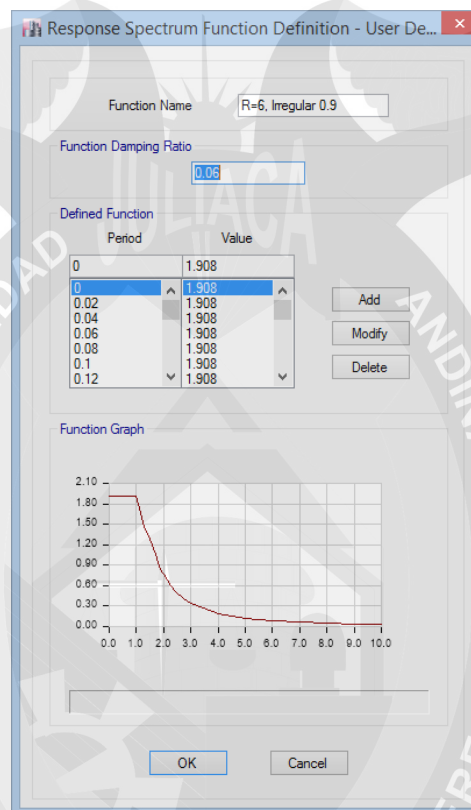 Response Spectrum Function Definition - User De...
Function Name R=6, Irregular 0.9
Function Damping Ratio
0.06
Defined Function
Period Value
0 1.908
0 1.908
0.02 1.908
0.04 1.908
0.06 1.908
0.08 1.908
0.1 1.908
0.12 1.908
Add
Modify
Delete
Function Graph
2.10
1.80
1.50
1.20
0.90
0.60
0.30
0.00
0.0 1.0 2.0 3.0 4.0 5.0 6.0 7.0 8.0 9.0 10.0
OK Cancel
JULIACA
DAD
ANDINA